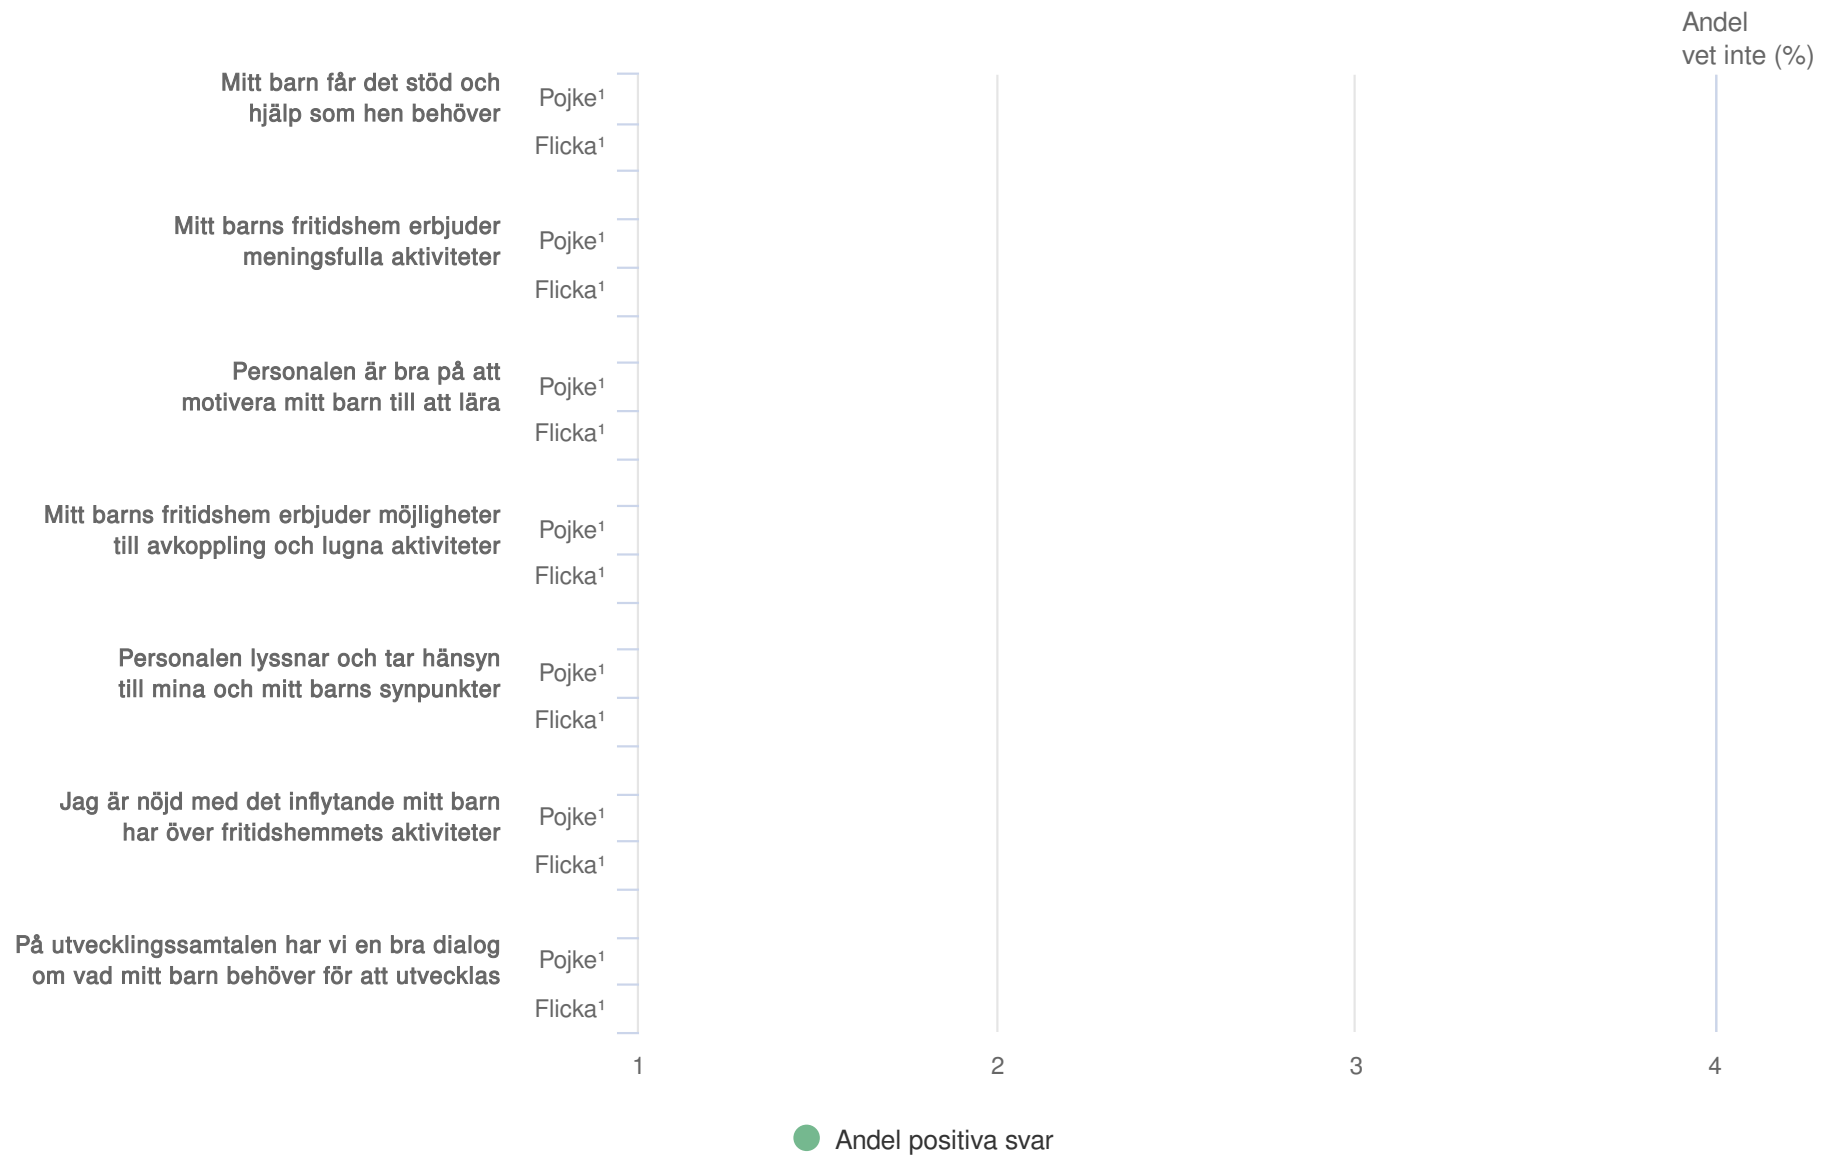 Andel
vet inte (%)
Mitt barn får det stöd och
hjälp som hen behöver
Pojke¹
Flicka¹
Mitt barns fritidshem erbjuder
meningsfulla aktiviteter
Pojke¹
Flicka¹
Personalen är bra på att
motivera mitt barn till att lära
Pojke¹
Flicka¹
Mitt barns fritidshem erbjuder möjligheter
till avkoppling och lugna aktiviteter
Pojke¹
Flicka¹
Personalen lyssnar och tar hänsyn
till mina och mitt barns synpunkter
Pojke¹
Flicka¹
Jag är nöjd med det inflytande mitt barn
har över fritidshemmets aktiviteter
Pojke¹
Flicka¹
På utvecklingssamtalen har vi en bra dialog
om vad mitt barn behöver för att utvecklas
Pojke¹
Flicka¹
1 2 3 4
Andel positiva svar